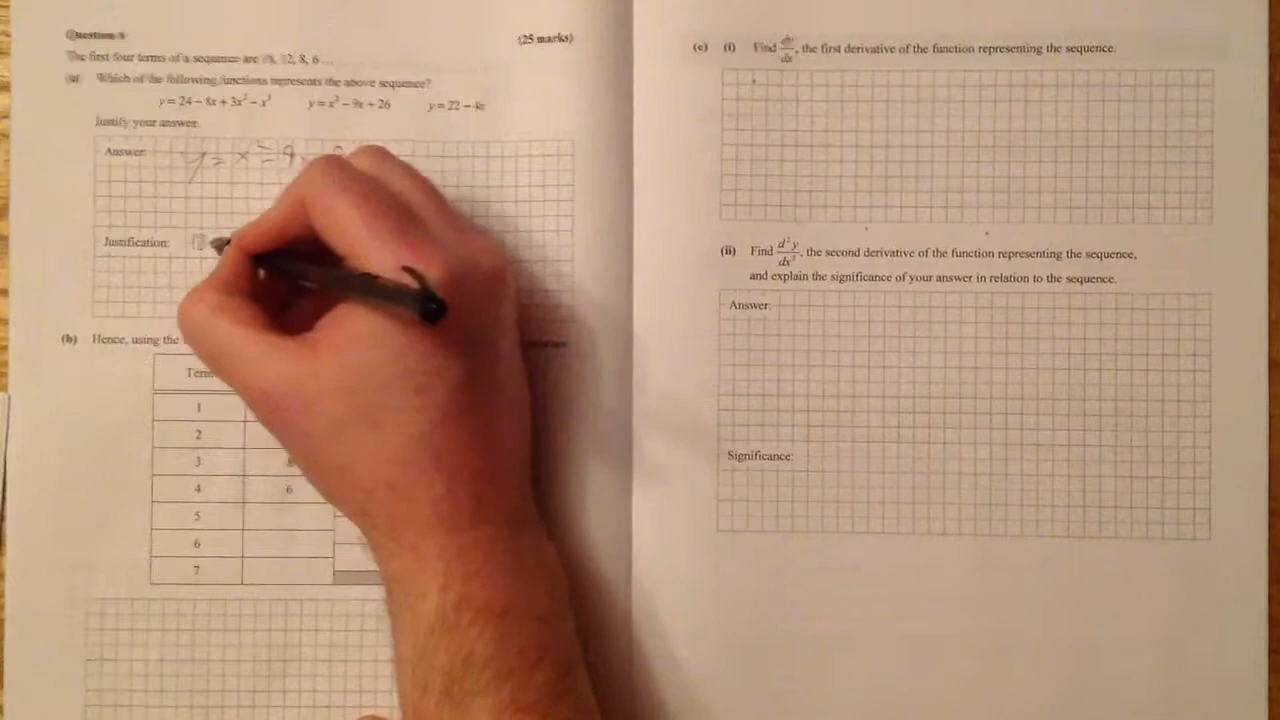 (25 marks)
The first four terms of a sequence are 12, 8, 6 ...
(a) Which of the following functions represents the above sequence?
y = 24 − 8x + 3x² − x³ y = x² − 9x + 26 y = 22 − 4x
Justify your answer.
Answer: y = x² − 9
Justification:
(b) Hence, using the
1
2
3 8
4 6
5
6
7
(c) (i) Find dy/dx, the first derivative of the function representing the sequence.
(ii) Find d²y/dx², the second derivative of the function representing the sequence,
and explain the significance of your answer in relation to the sequence.
Answer:
Significance: